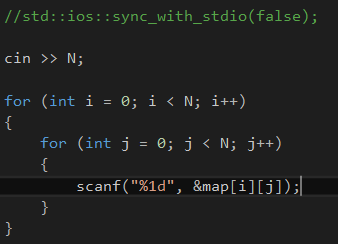 //std::ios::sync_with_stdio(false);
cin >> N;
for (int i = 0; i < N; i++)
{
for (int j = 0; j < N; j++)
{
scanf("%1d", &map[i][j]);
}
}